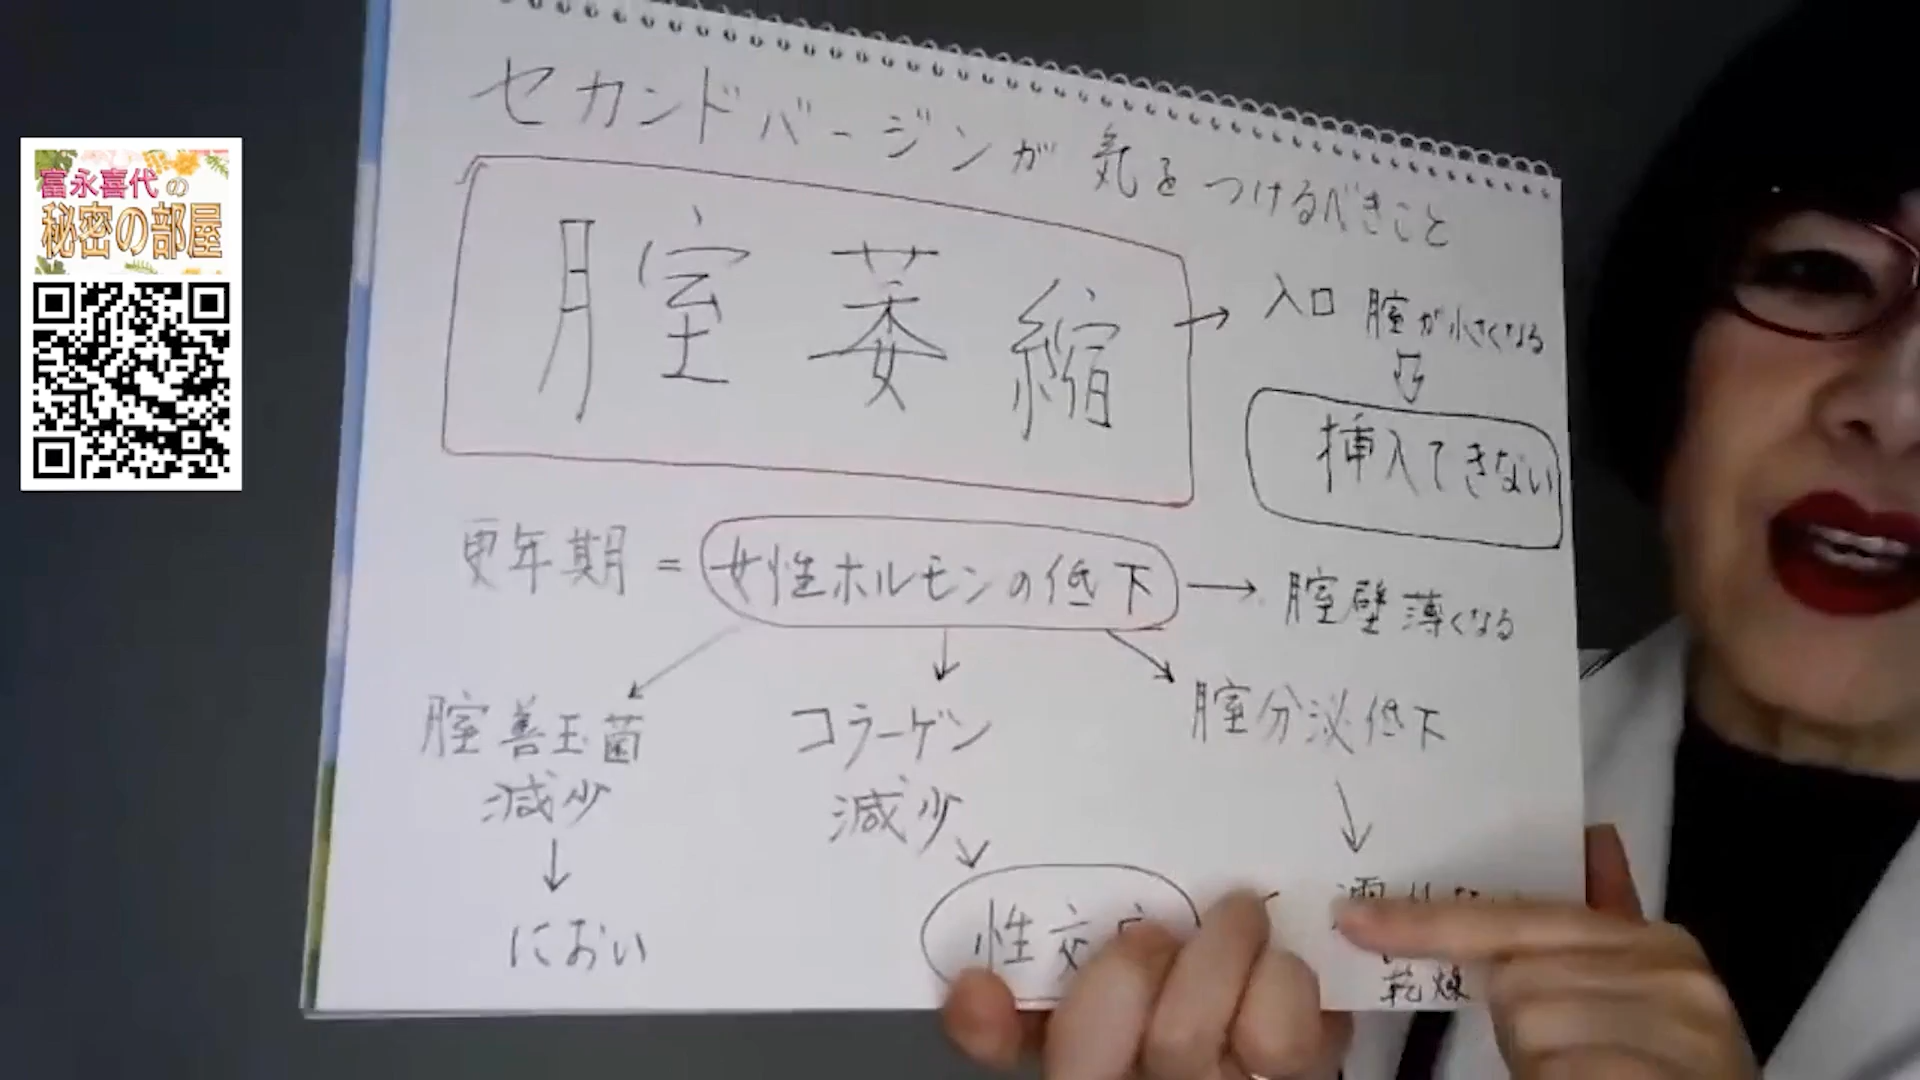 富永喜代の
秘密の部屋
セカンドバージンが気をつけるべきこと
膣萎縮
→ 入口 膣が小さくなる
挿入できない
更年期 = 女性ホルモンの低下 → 膣壁薄くなる
膣善玉菌
減少
コラーゲン
減少
膣分泌低下
におい
性交
乾燥